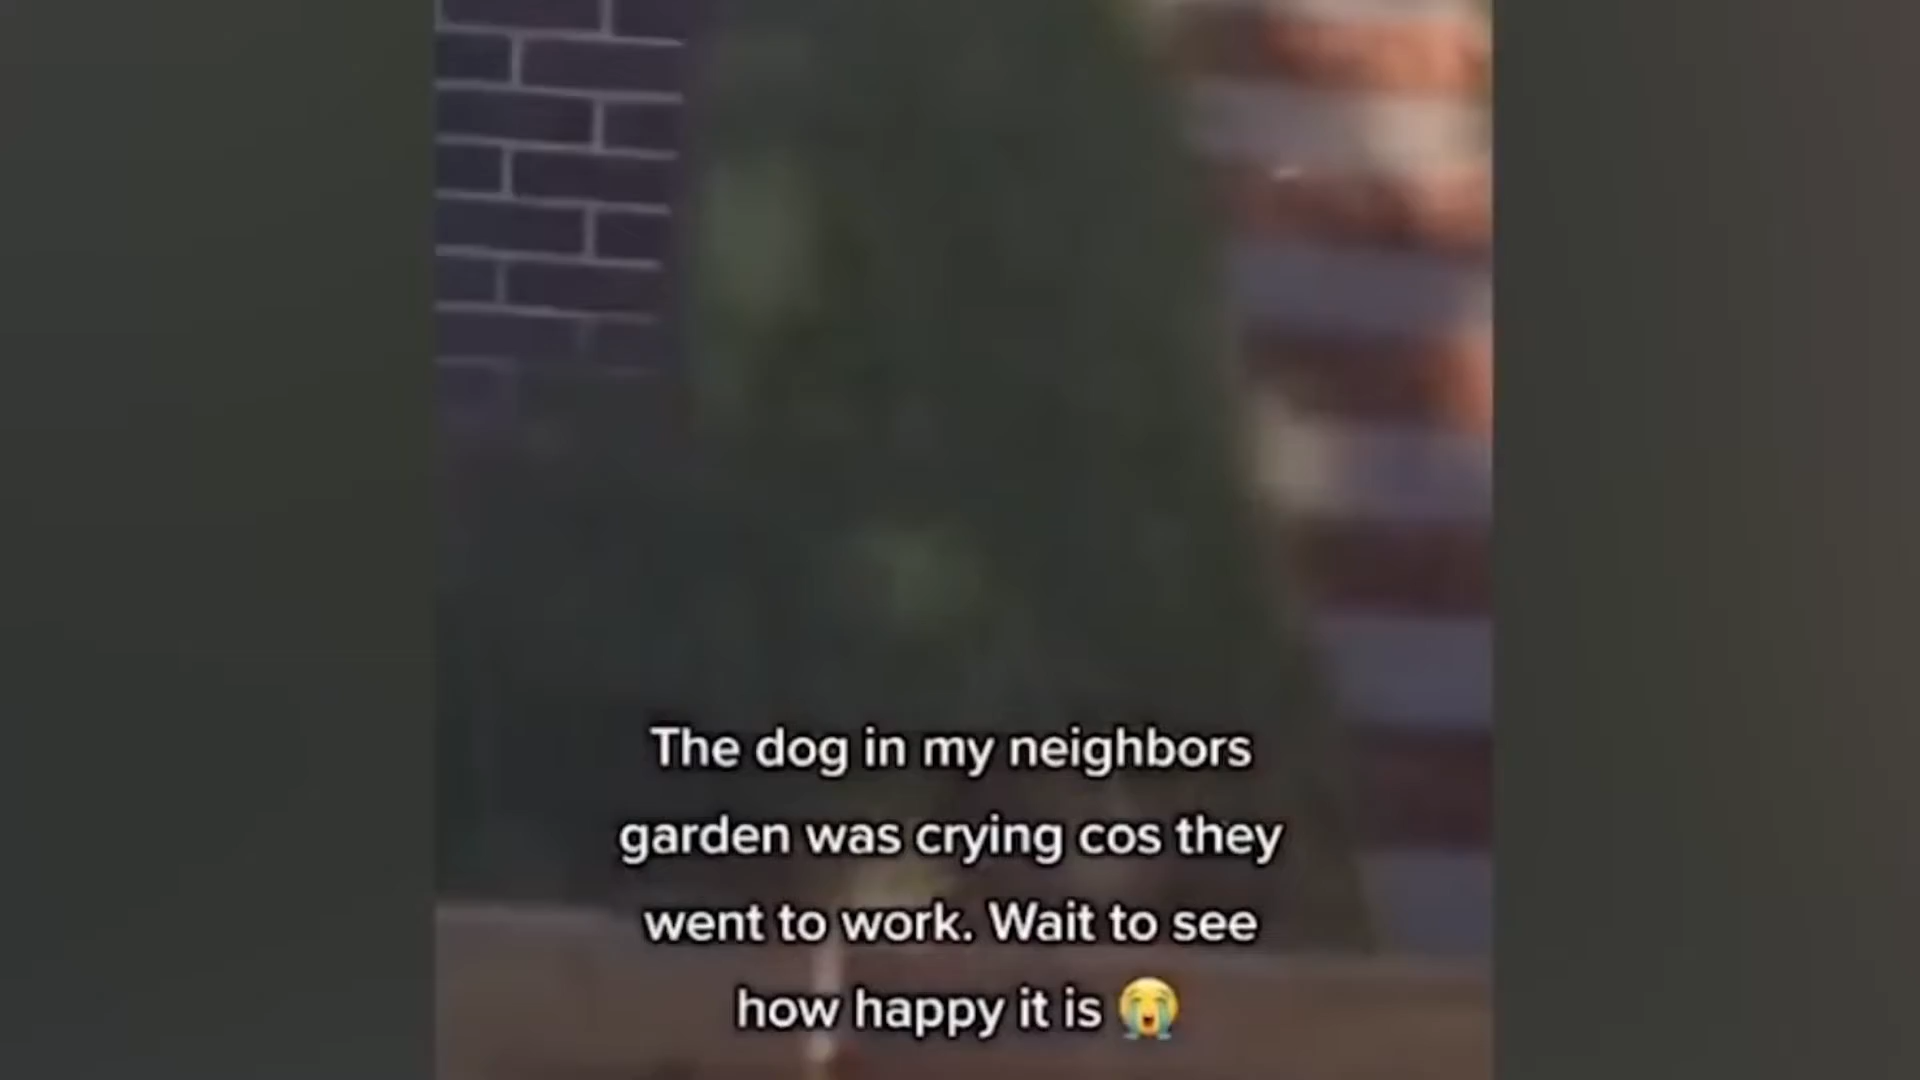 The dog in my neighbors
garden was crying cos they
went to work. Wait to see
how happy it is 😭